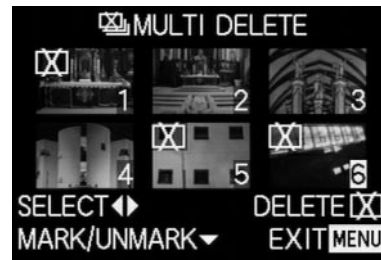 MULTI DELETE
1 2 3
4 5 6
SELECT DELETE
MARK/UNMARK EXIT MENU